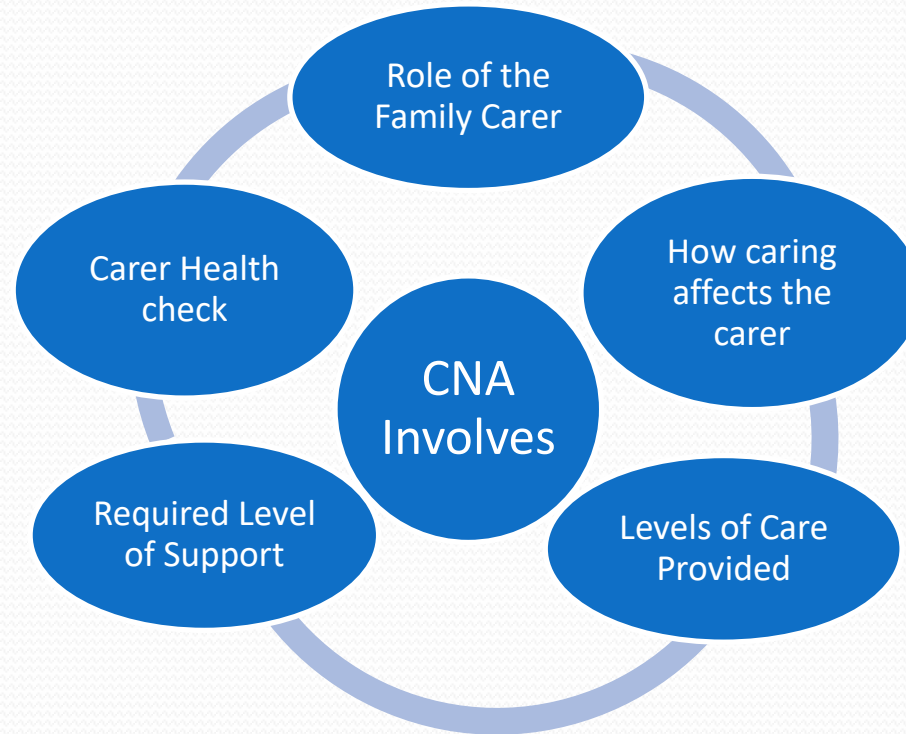 Role of the
Family Carer
How caring
affects the
carer
Levels of Care
Provided
Required Level
of Support
Carer Health
check
CNA
Involves